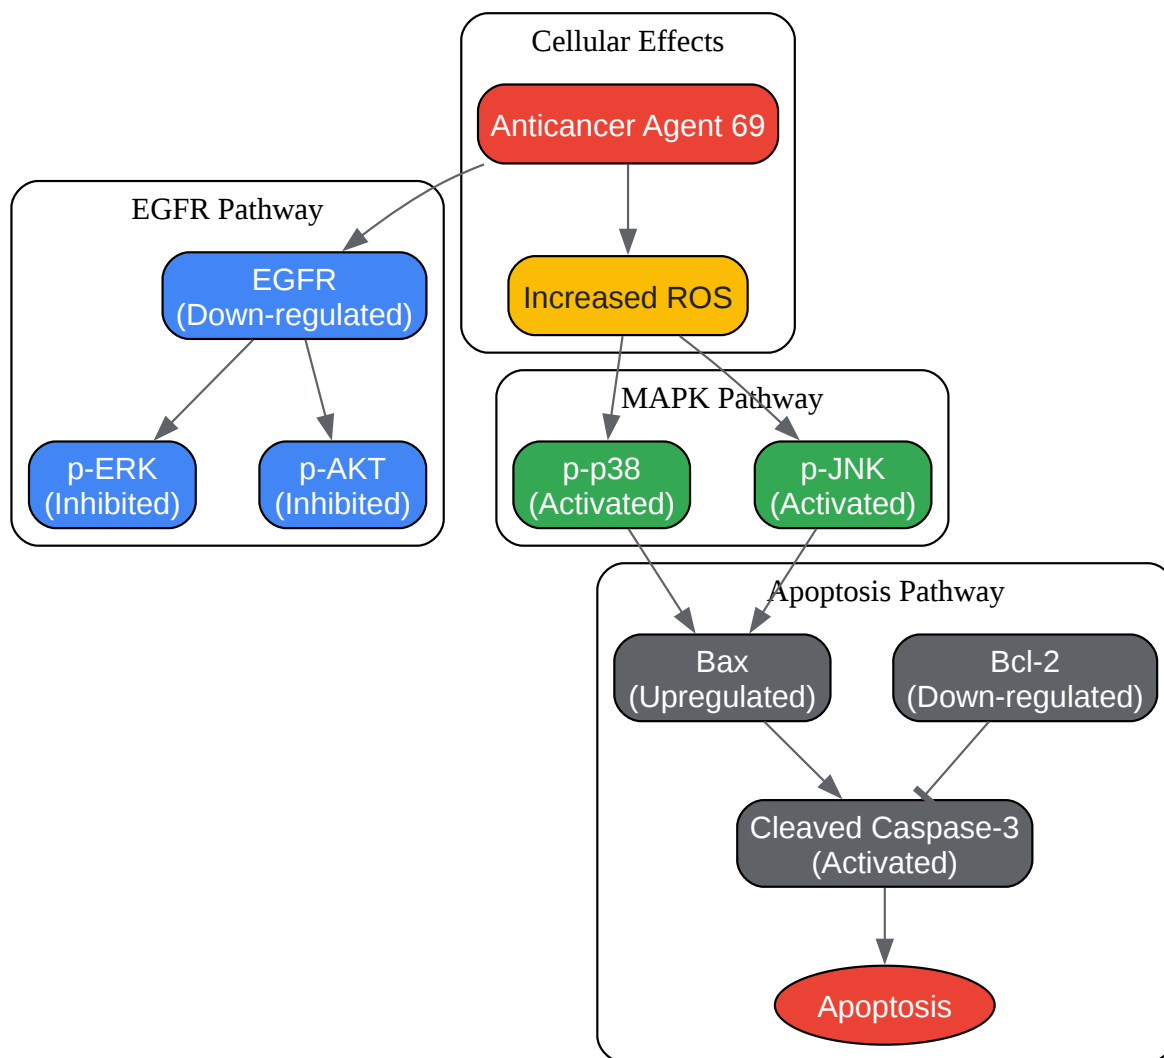 Cellular Effects
Anticancer Agent 69
EGFR Pathway
EGFR
(Down-regulated)
Increased ROS
MAPK Pathway
p-ERK
(Inhibited)
p-AKT
(Inhibited)
p-p38
(Activated)
p-JNK
(Activated)
Apoptosis Pathway
Bax
(Upregulated)
Bcl-2
(Down-regulated)
Cleaved Caspase-3
(Activated)
Apoptosis